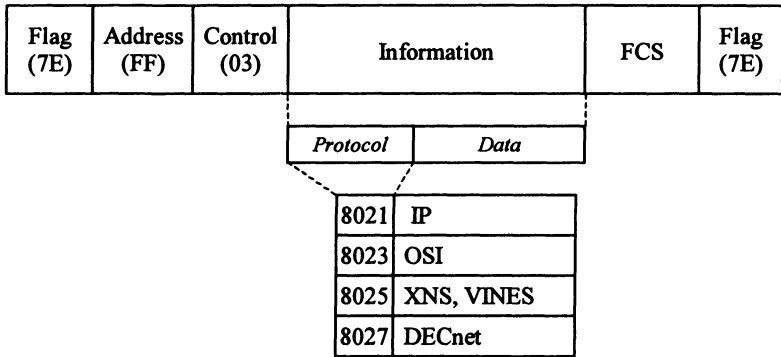 Flag Address Control Information FCS Flag
(7E) (FF) (03) (7E)
Protocol Data
8021 IP
8023 OSI
8025 XNS, VINES
8027 DECnet